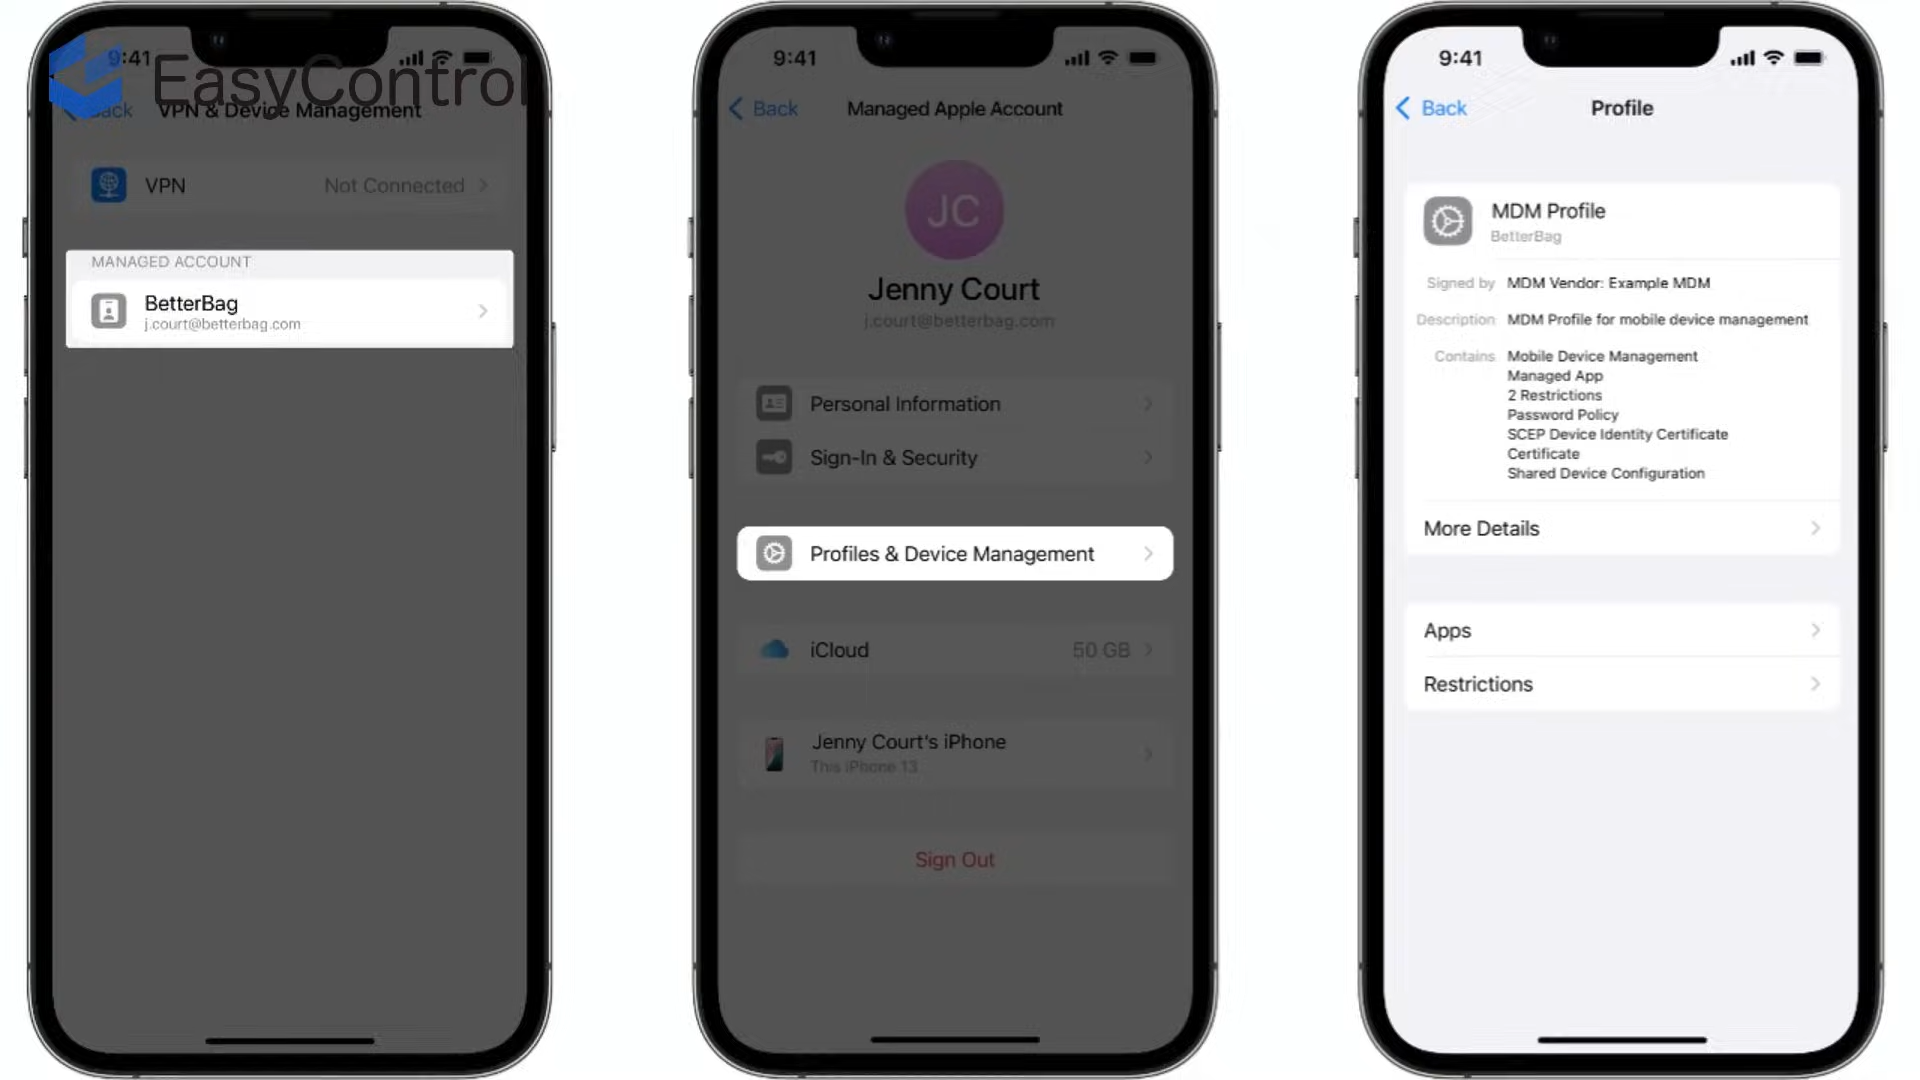 9:41
EasyControl
Back
VPN & Device Management
VPN
Not Connected
MANAGED ACCOUNT
BetterBag
j.court@betterbag.com
9:41
Back
Managed Apple Account
JC
Jenny Court
j.court@betterbag.com
Personal Information
Sign-In & Security
Profiles & Device Management
iCloud
50 GB
Jenny Court's iPhone
This iPhone 13
Sign Out
9:41
Back
Profile
MDM Profile
BetterBag
Signed by MDM Vendor: Example MDM
Description MDM Profile for mobile device management
Contains Mobile Device Management
Managed App
2 Restrictions
Password Policy
SCEP Device Identity Certificate
Certificate
Shared Device Configuration
More Details
Apps
Restrictions